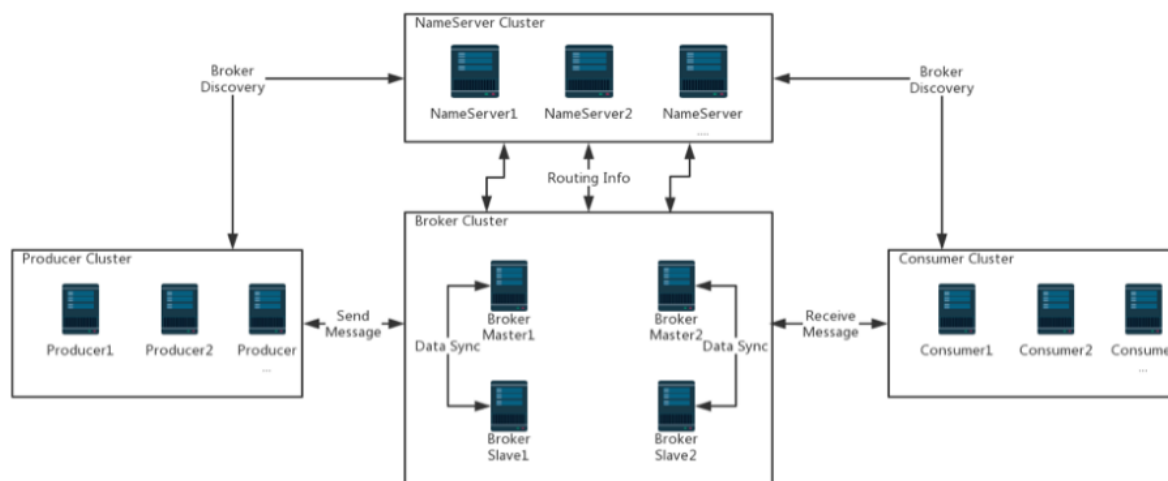 NameServer Cluster
NameServer1
NameServer2
NameServer
....
Broker
Discovery
Broker
Discovery
Routing Info
Producer Cluster
Producer1
Producer2
Producer
...
Send
Message
Broker Cluster
Broker
Master1
Broker
Master2
Data Sync
Data Sync
Broker
Slave1
Broker
Slave2
Receive
Message
Consumer Cluster
Consumer1
Consumer2
Consume
...